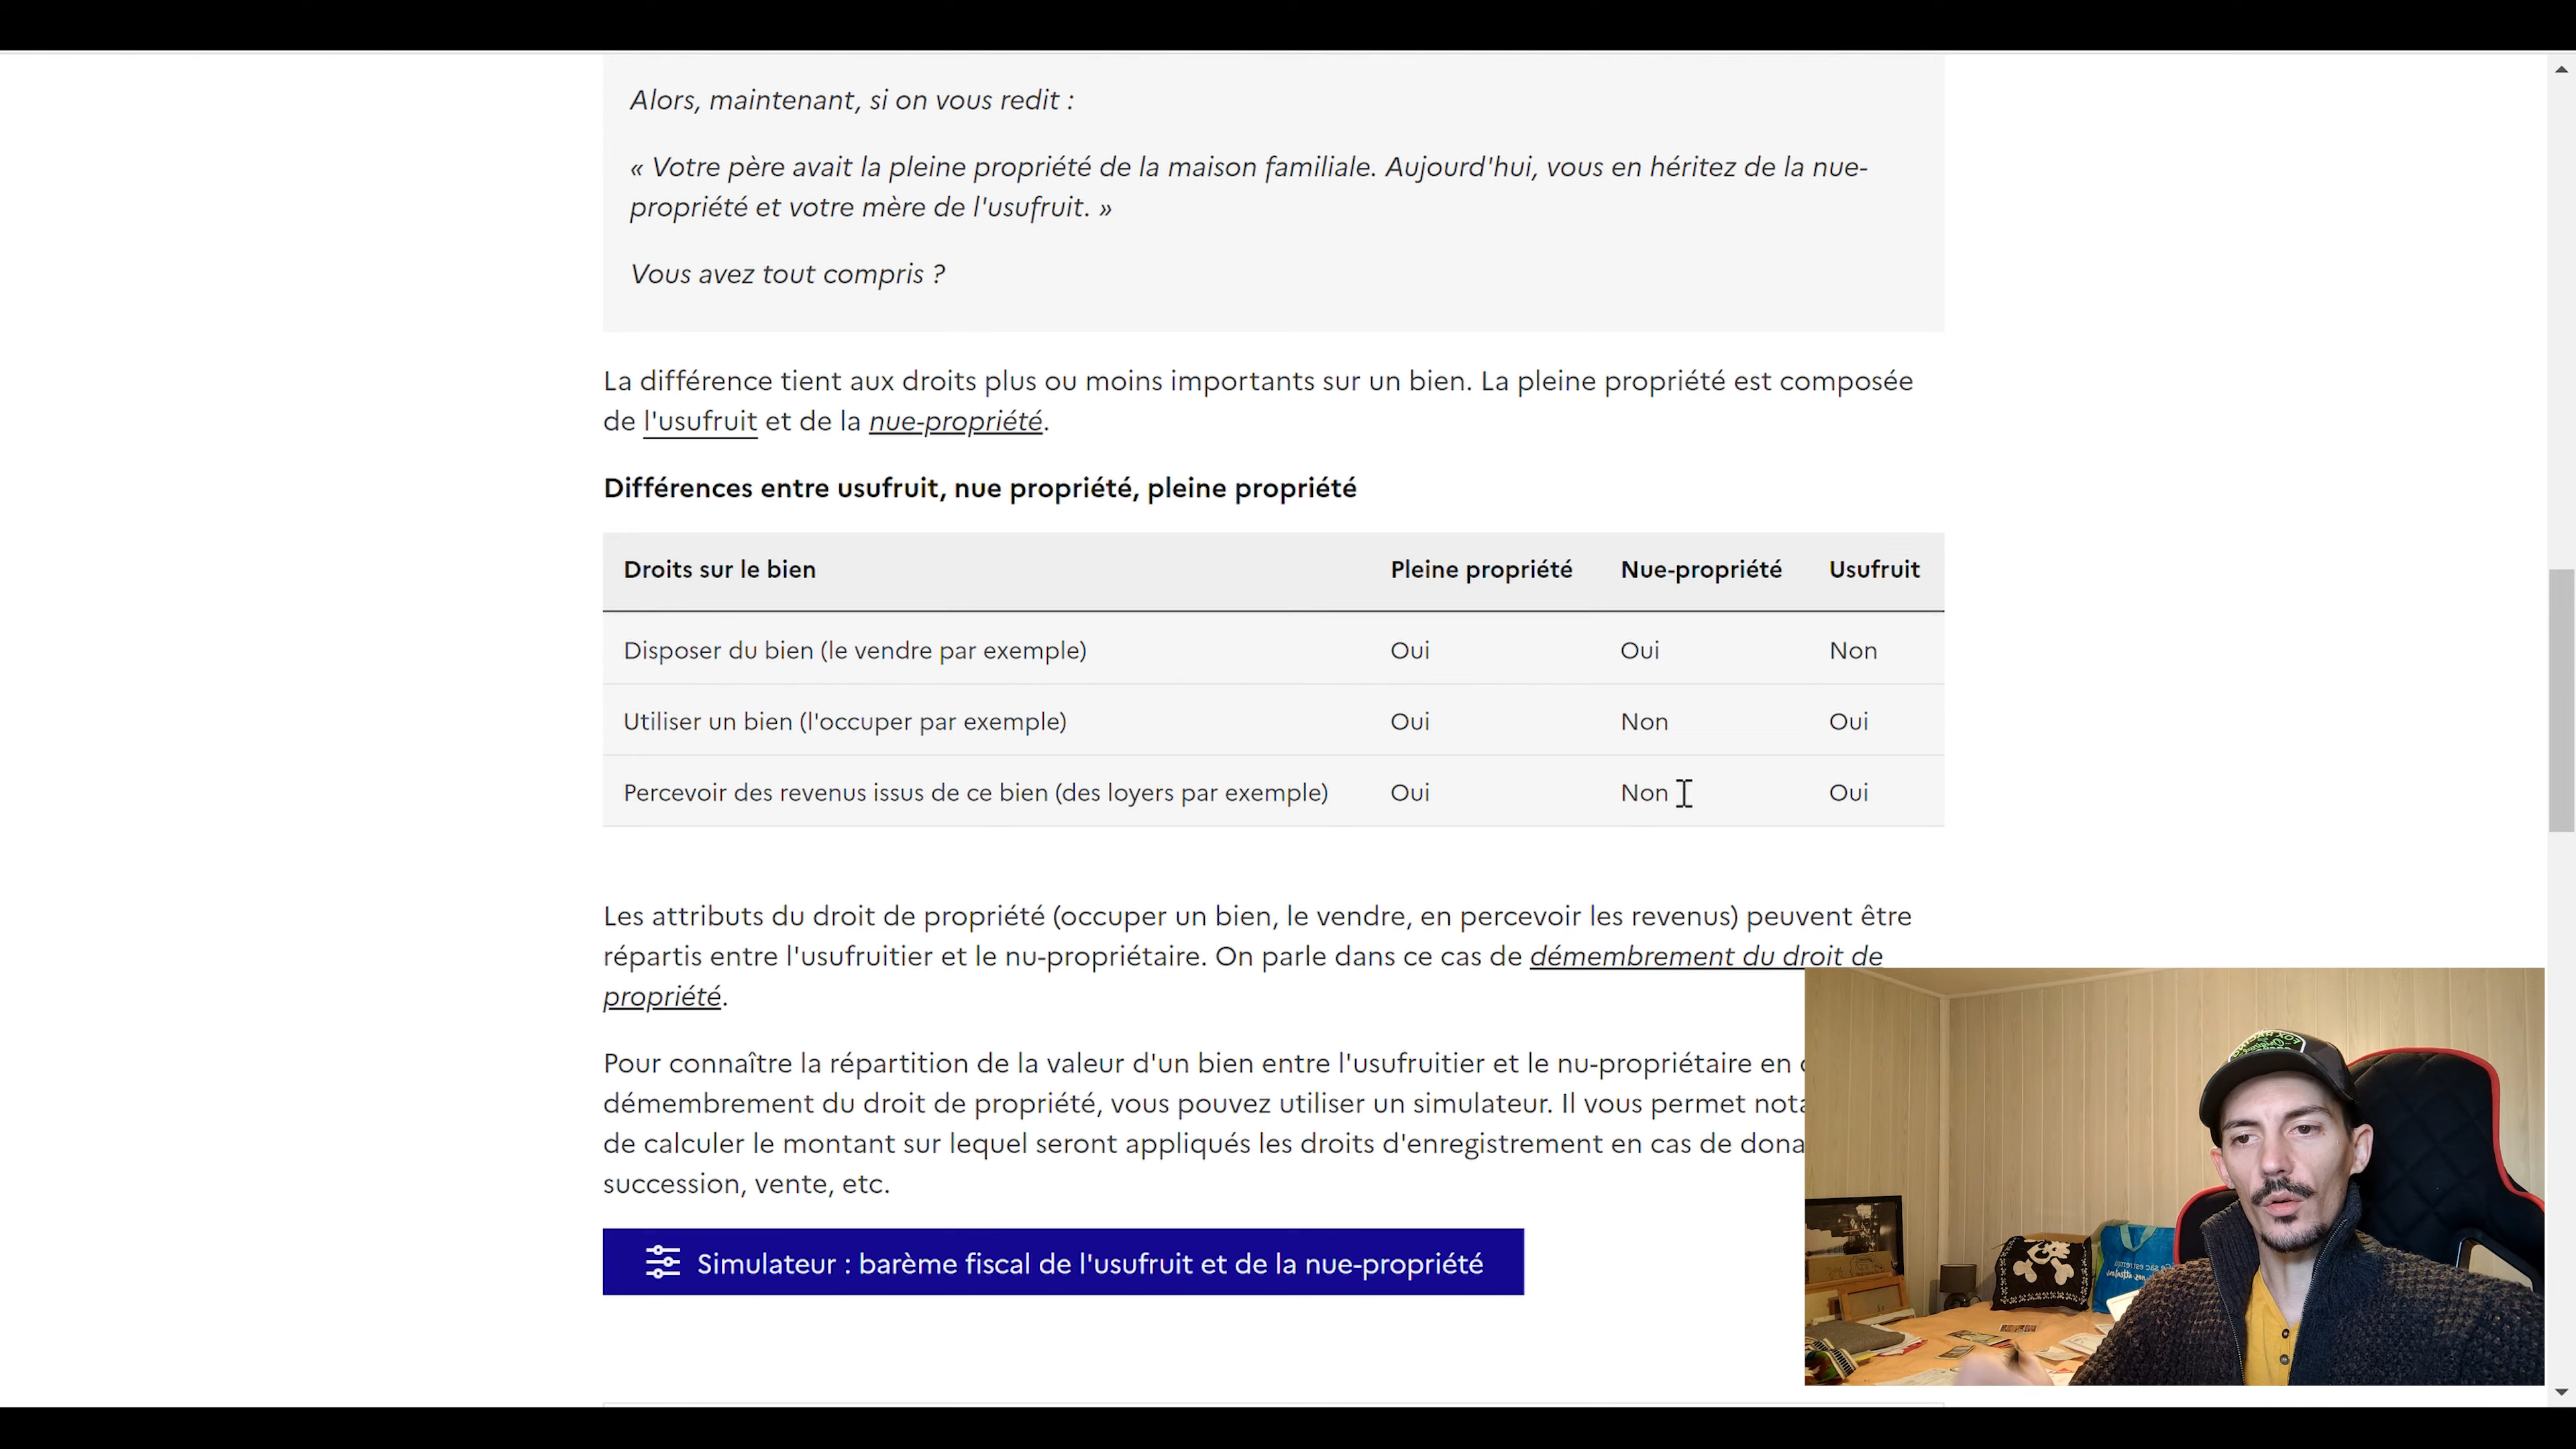 Alors, maintenant, si on vous redit :
« Votre père avait la pleine propriété de la maison familiale. Aujourd'hui, vous en héritez de la nue-
propriété et votre mère de l'usufruit. »
Vous avez tout compris ?
La différence tient aux droits plus ou moins importants sur un bien. La pleine propriété est composée
de l'usufruit et de la nue-propriété.
Différences entre usufruit, nue propriété, pleine propriété
Droits sur le bien Pleine propriété Nue-propriété Usufruit
Disposer du bien (le vendre par exemple) Oui Oui Non
Utiliser un bien (l'occuper par exemple) Oui Non Oui
Percevoir des revenus issus de ce bien (des loyers par exemple) Oui Non Oui
Les attributs du droit de propriété (occuper un bien, le vendre, en percevoir les revenus) peuvent être
répartis entre l'usufruitier et le nu-propriétaire. On parle dans ce cas de démembrement du droit de
propriété.
Pour connaître la répartition de la valeur d'un bien entre l'usufruitier et le nu-propriétaire en
démembrement du droit de propriété, vous pouvez utiliser un simulateur. Il vous permet
de calculer le montant sur lequel seront appliqués les droits d'enregistrement en cas de
succession, vente, etc.
Simulateur : barème fiscal de l'usufruit et de la nue-propriété